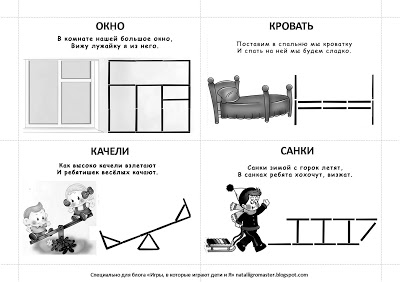 ОКНО
В комнате нашей большое окно,
Вижу лужайку я из него.
КРОВАТЬ
Поставим в спальню мы кроватку
И спать на ней мы будем сладко.
КАЧЕЛИ
Как высоко качели взлетают
И ребятишек весёлых качают.
САНКИ
Санки зимой с горок летят,
В санках ребята хохочут, визжат.
Специально для блога «Игры, в которые играют дети и Я» natalligromaster.blogspot.com